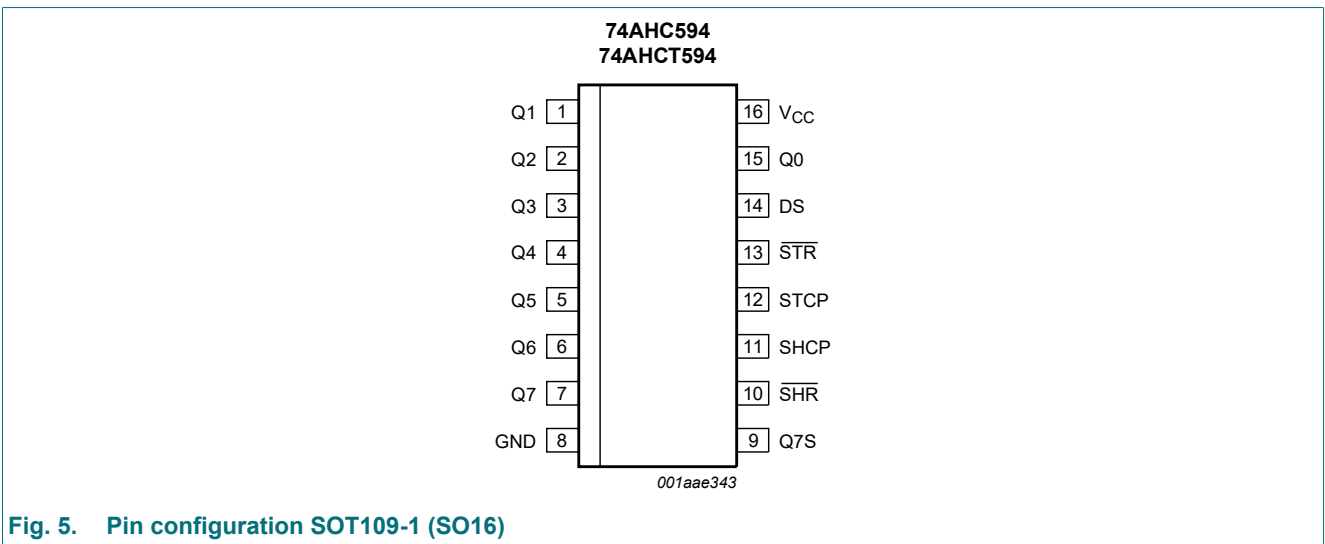 74AHC594
74AHCT594
Q1 1 16 VCC
Q2 2 15 Q0
Q3 3 14 DS
Q4 4 13 S̅T̅R̅
Q5 5 12 STCP
Q6 6 11 SHCP
Q7 7 10 S̅H̅R̅
GND 8 9 Q7S
001aae343
Fig. 5. Pin configuration SOT109-1 (SO16)